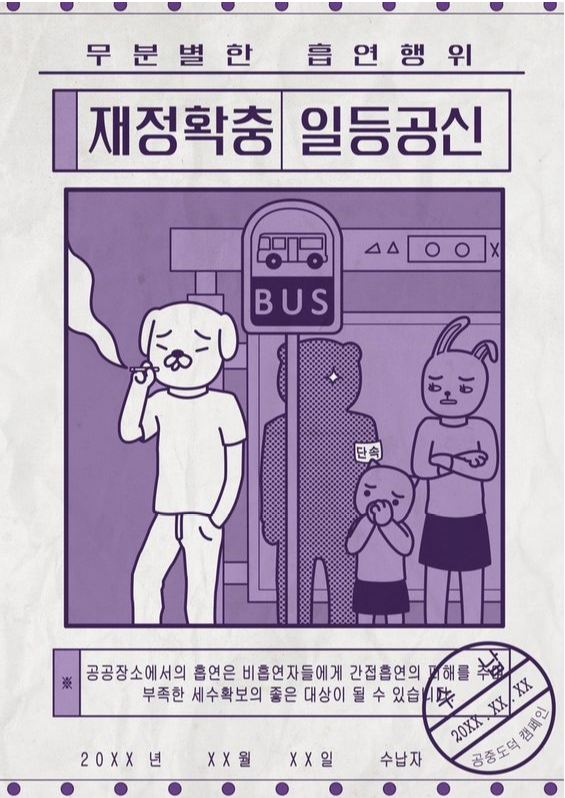 무분별한 흡연행위
재정확충 일등공신
BUS
단속
※
공공장소에서의 흡연은 비흡연자들에게 간접흡연의 피해를 주며
부족한 세수확보의 좋은 대상이 될 수 있습니다.
20XX 년 XX월 XX일 수납자
20XX.XX.XX
공중도덕 캠페인